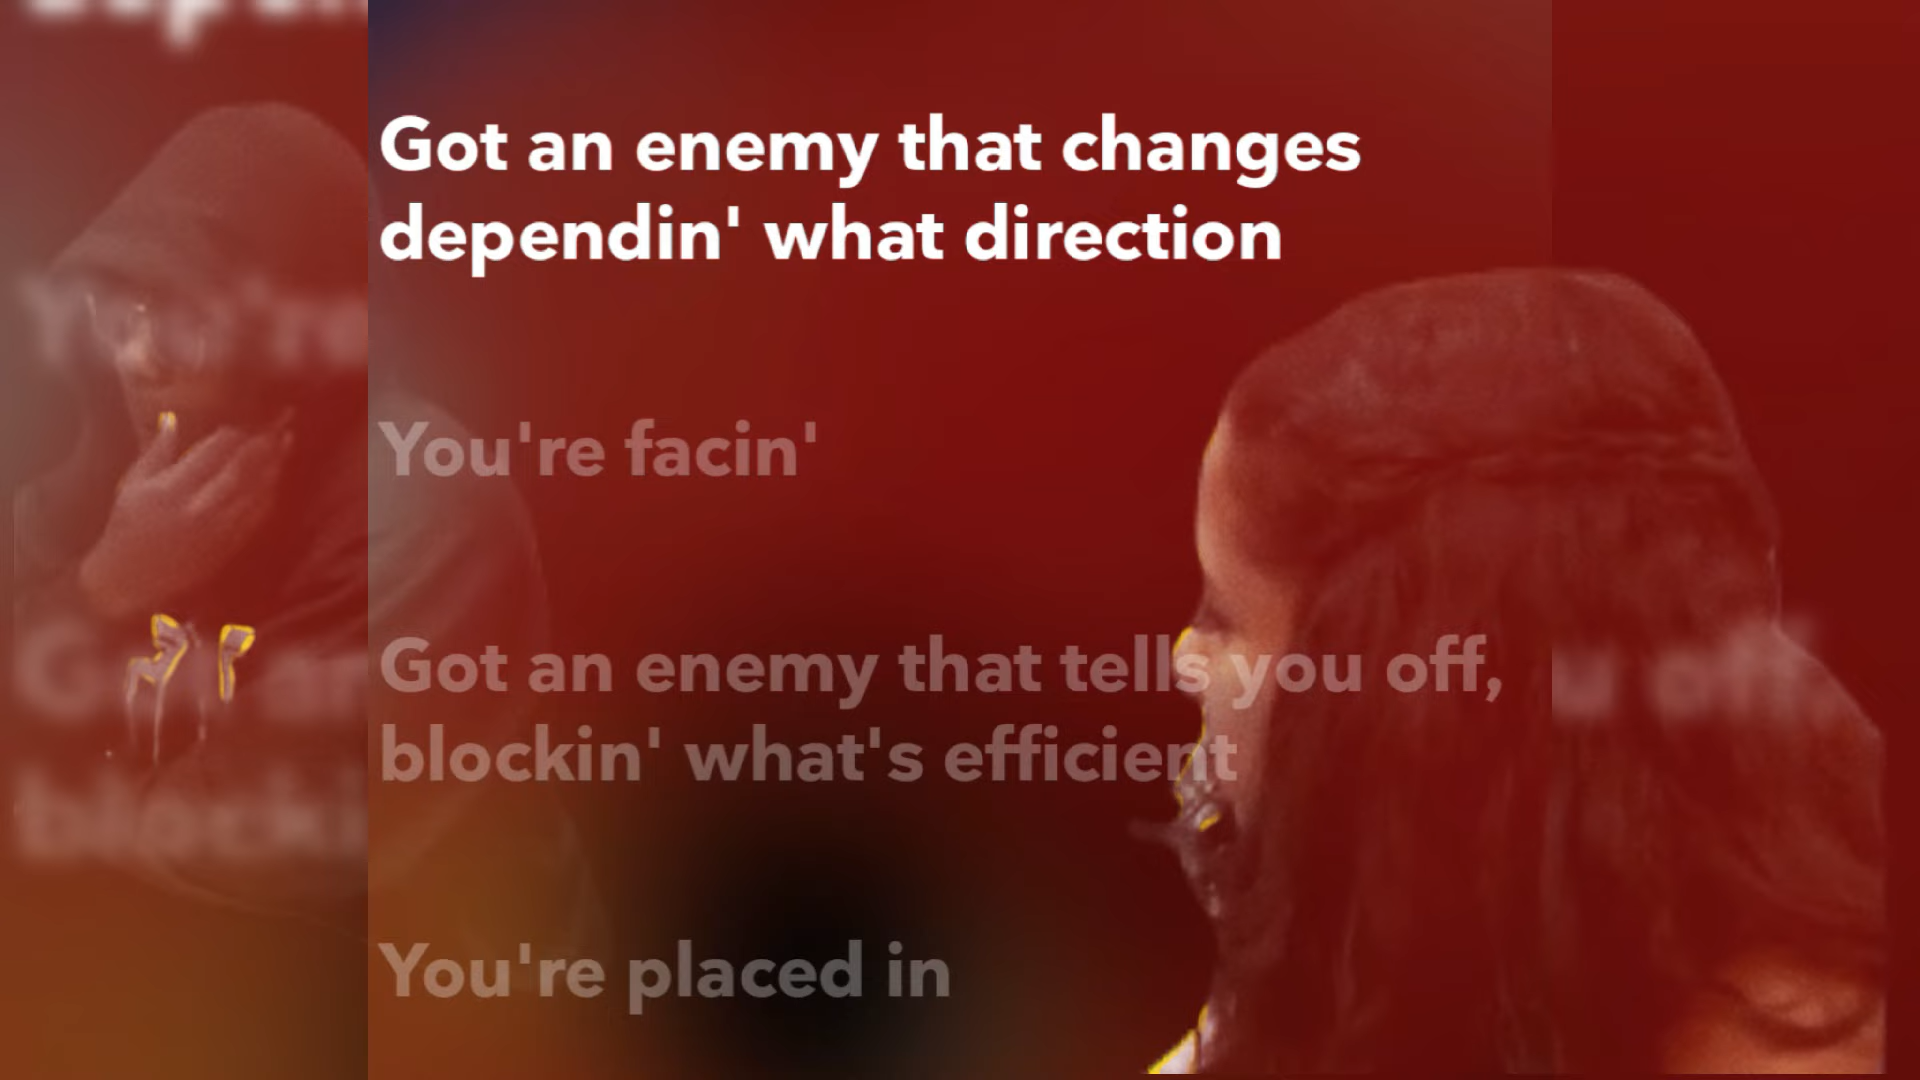 Got an enemy that changes
dependin' what direction
You're facin'
Got an enemy that tells you off,
blockin' what's efficient
You're placed in